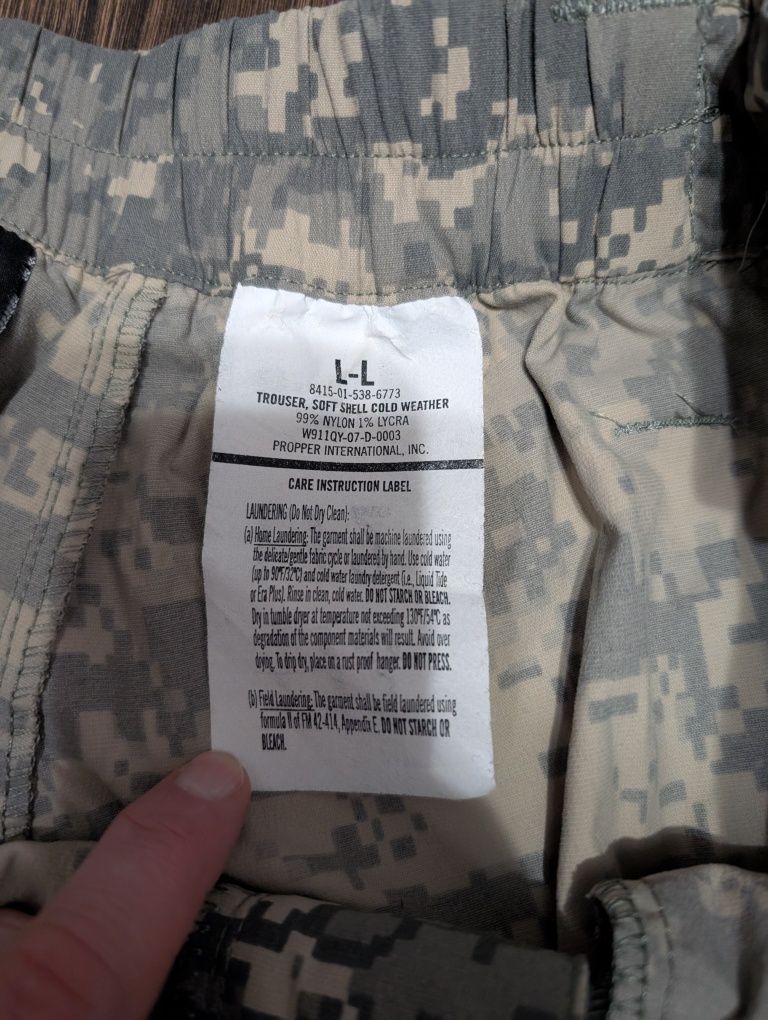 L-L
8415-01-538-6773
TROUSER, SOFT SHELL COLD WEATHER
99% NYLON 1% LYCRA
W911QY-07-D-0003
PROPPER INTERNATIONAL, INC.
CARE INSTRUCTION LABEL
LAUNDERING (Do Not Dry Clean):
(a) Home Laundering: The garment shall be machine laundered using
the delicate/gentle fabric cycle or laundered by hand. Use cold water
(up to 90°F/32°C) and cold water laundry detergent (i.e., Liquid Tide
or Era Plus). Rinse in clean, cold water. DO NOT STARCH OR BLEACH.
Dry in tumble dryer at temperature not exceeding 130°F/54°C as
degradation of the component materials will result. Avoid over
drying. To drip dry, place on a rust proof hanger. DO NOT PRESS.
(b) Field Laundering: The garment shall be field laundered using
formula II of FM 42-414, Appendix E. DO NOT STARCH OR
BLEACH.